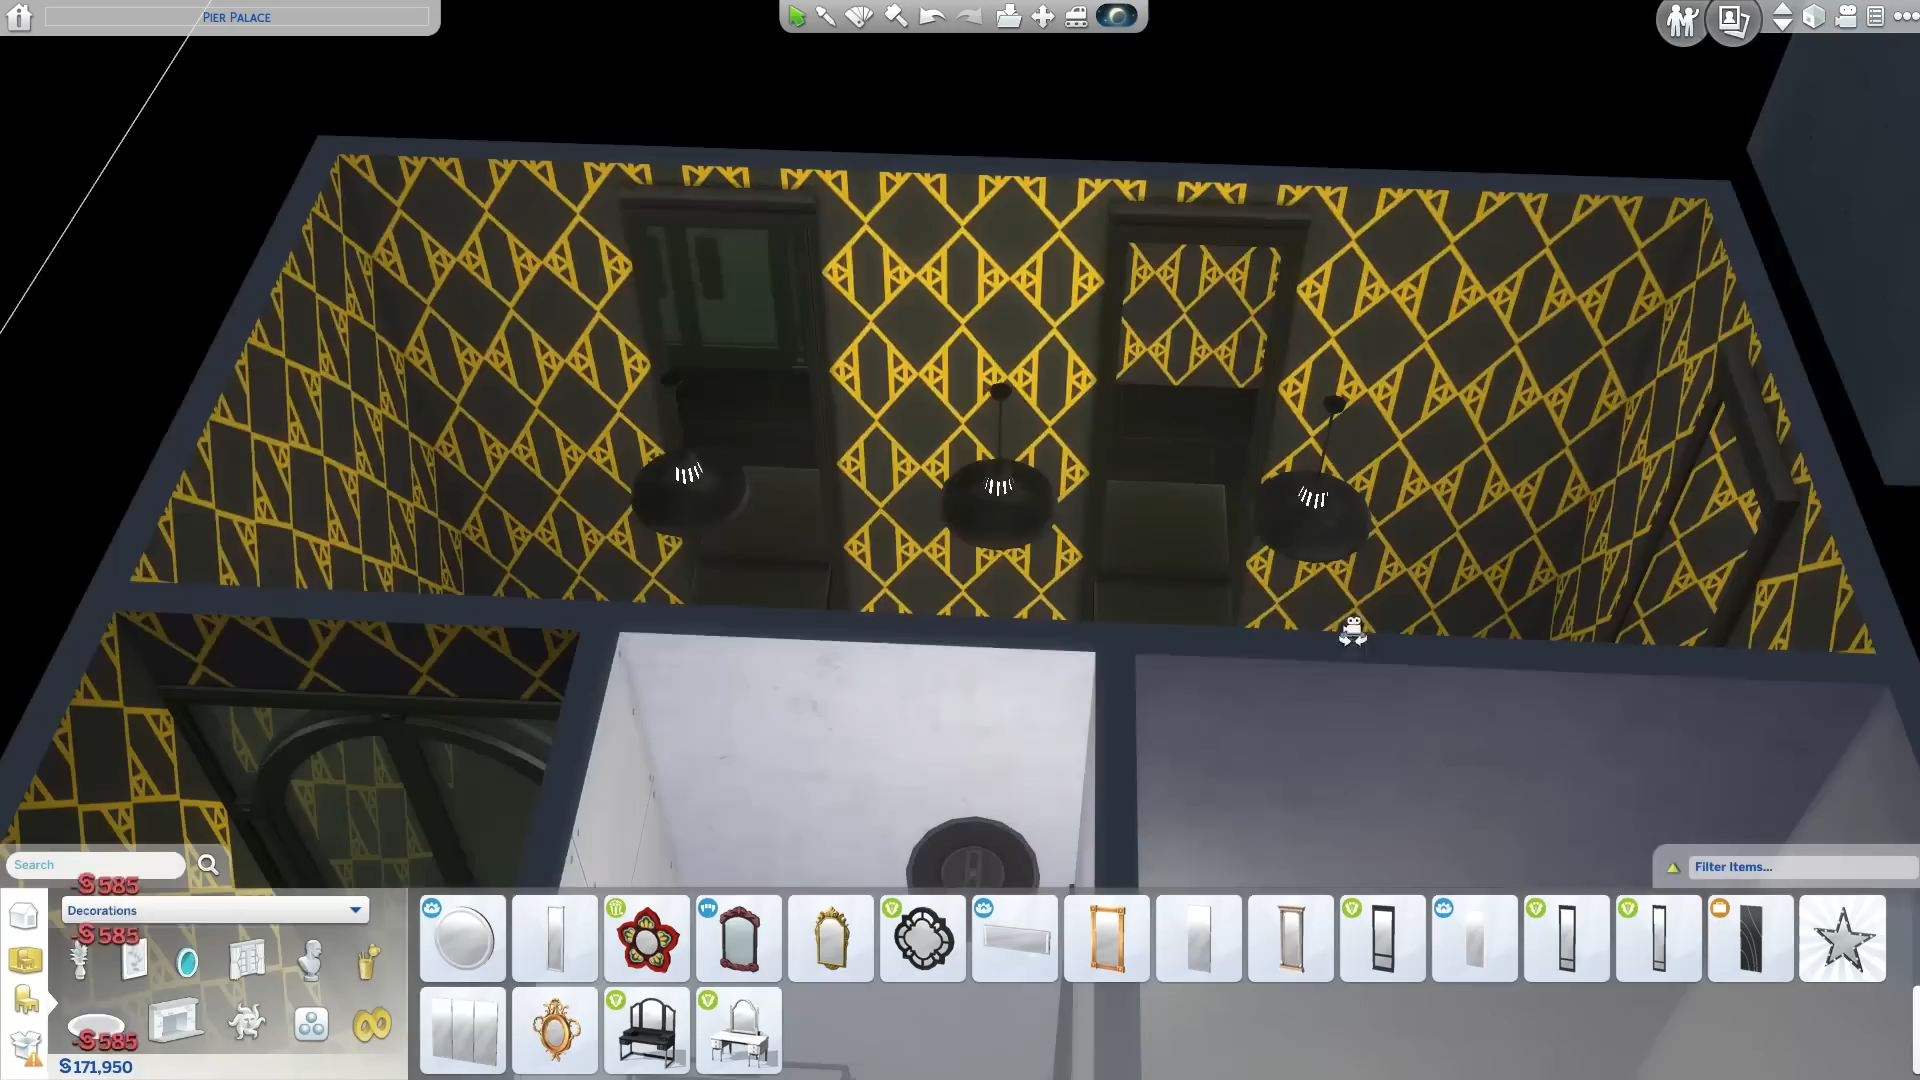 PIER PALACE
Search
Filter Items...
-§585
Decorations
-§585
-§585
§171,950